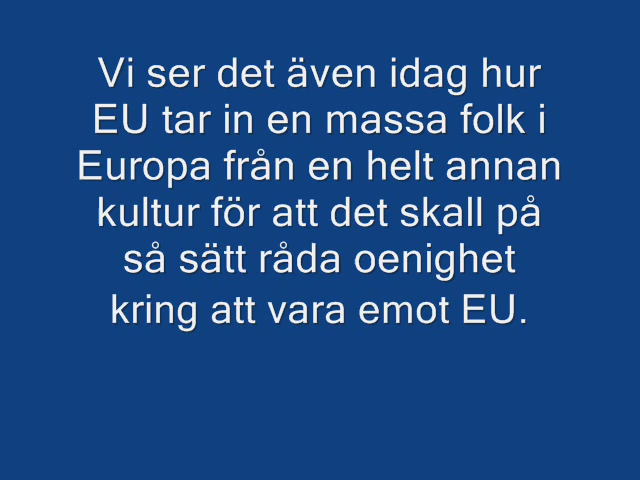 Vi ser det även idag hur
EU tar in en massa folk i
Europa från en helt annan
kultur för att det skall på
så sätt råda oenighet
kring att vara emot EU.